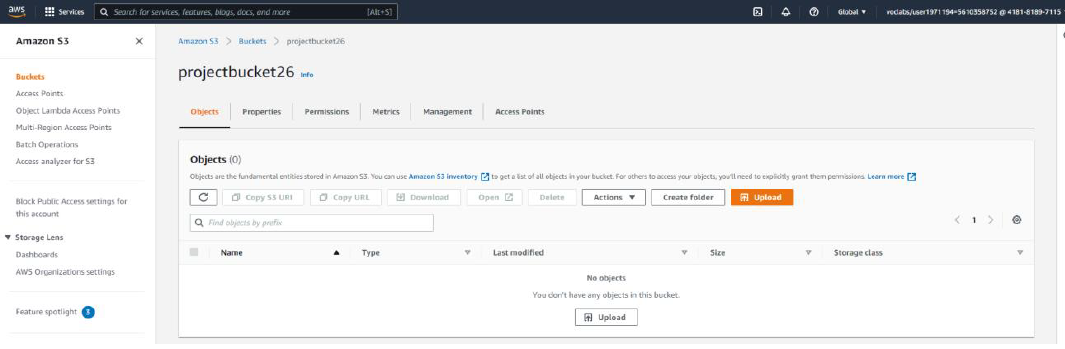 aws Services Search for services, features, blogs, docs, and more [Alt+S] Global ▼ voclabs/user1971194=5610358752 @ 4181-8189-7115
Amazon S3
Buckets
Access Points
Object Lambda Access Points
Multi-Region Access Points
Batch Operations
Access analyzer for S3
Block Public Access settings for
this account
Storage Lens
Dashboards
AWS Organizations settings
Feature spotlight 3
Amazon S3 > Buckets > projectbucket26
projectbucket26 Info
Objects Properties Permissions Metrics Management Access Points
Objects (0)
Objects are the fundamental entities stored in Amazon S3. You can use Amazon S3 inventory to get a list of all objects in your bucket. For others to access your objects, you'll need to explicitly grant them permissions. Learn more
Copy S3 URI Copy URL Download Open Delete Actions ▼ Create folder Upload
Find objects by prefix < 1 >
Name ▲ Type ▼ Last modified ▼ Size ▼ Storage class ▼
No objects
You don't have any objects in this bucket.
Upload